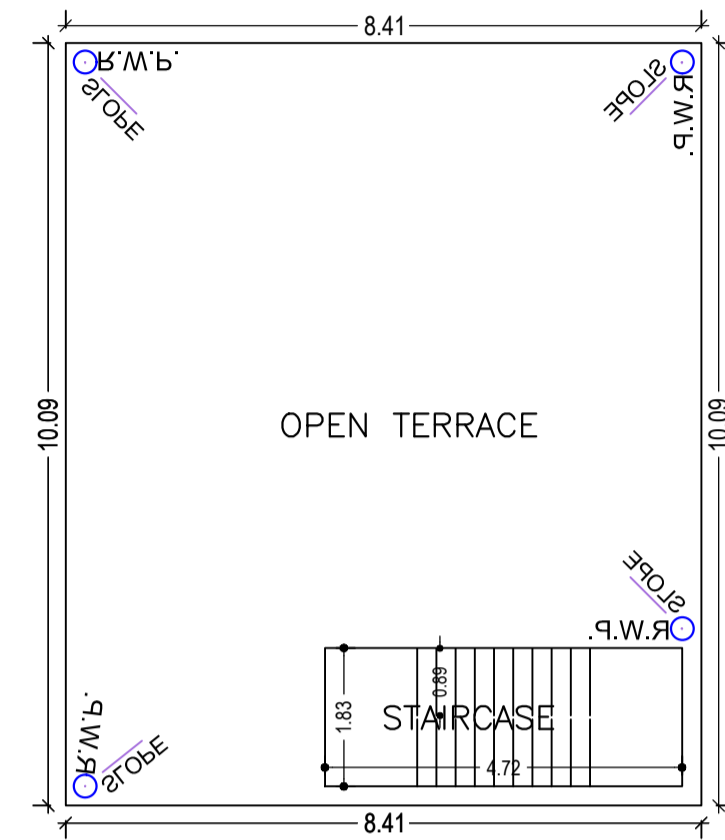 8.41
R.W.P.
SLOPE
SLOPE
R.W.P.
10.09
10.09
OPEN TERRACE
SLOPE
R.W.P.
0.89
1.83
STAIRCASE
4.72
R.W.P.
SLOPE
8.41